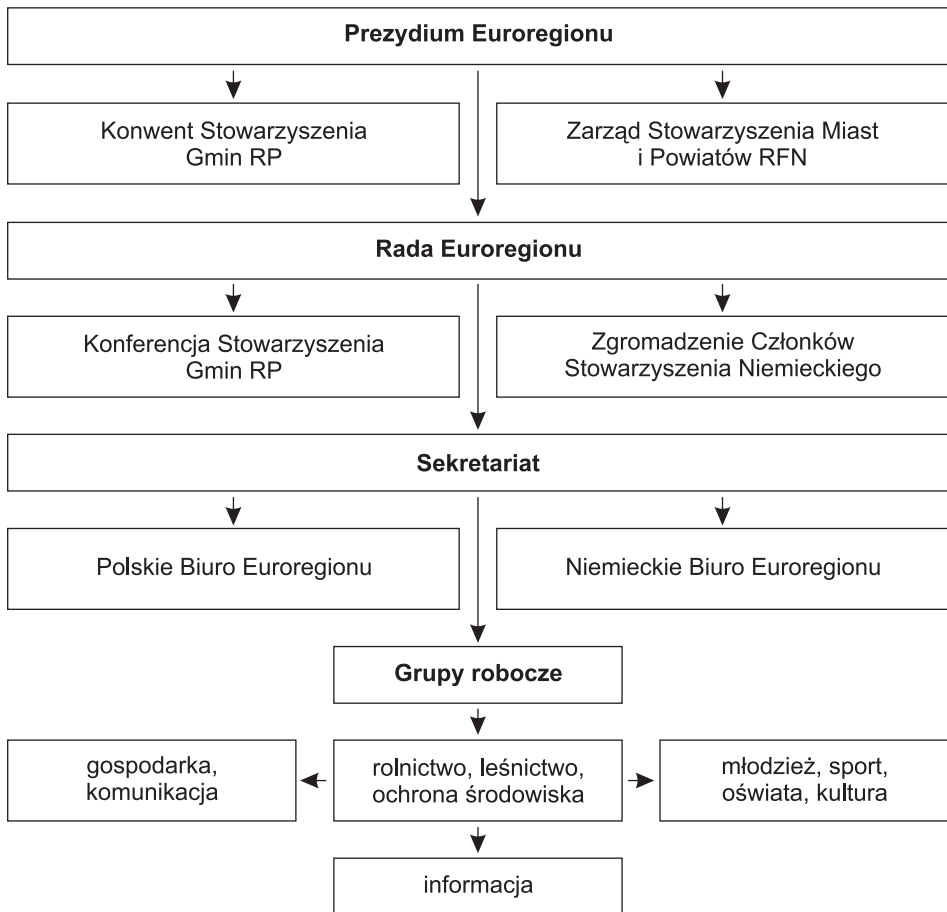 Prezydium Euroregionu
Konwent Stowarzyszenia
Gmin RP
Zarząd Stowarzyszenia Miast
i Powiatów RFN
Rada Euroregionu
Konferencja Stowarzyszenia
Gmin RP
Zgromadzenie Członków
Stowarzyszenia Niemieckiego
Sekretariat
Polskie Biuro Euroregionu
Niemieckie Biuro Euroregionu
Grupy robocze
gospodarka,
komunikacja
rolnictwo, leśnictwo,
ochrona środowiska
młodzież, sport,
oświata, kultura
informacja